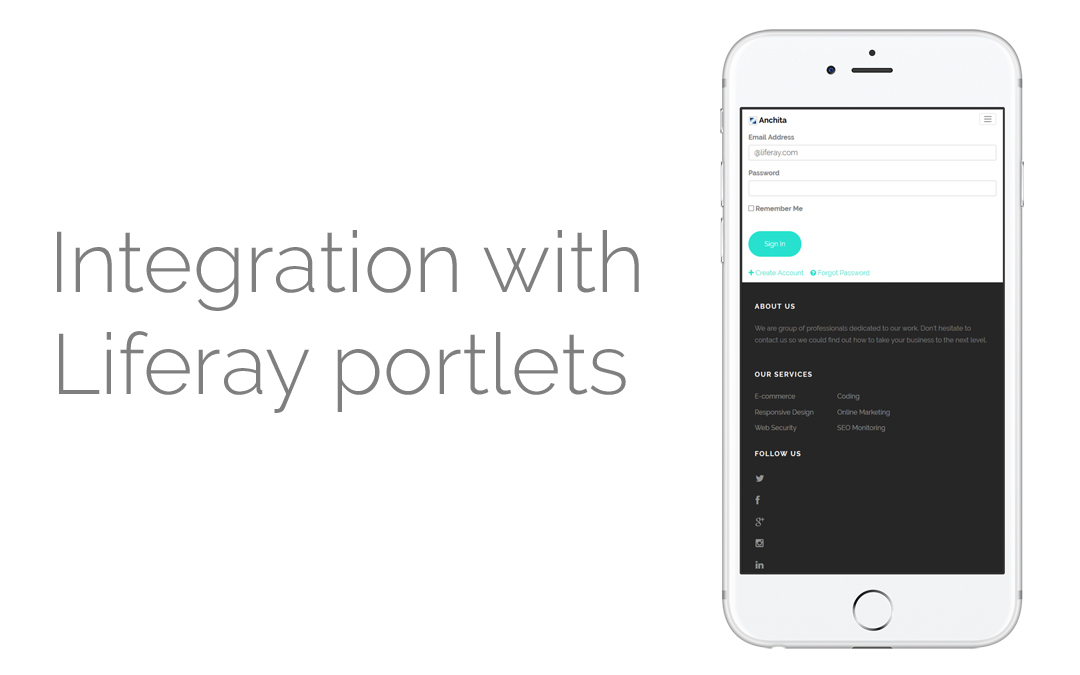 Integration with
Liferay portlets
Anchita
Email Address
@liferay.com
Password
Remember Me
Sign In
Create Account Forgot Password
ABOUT US
We are group of professionals dedicated to our work. Don't hesitate to
contact us so we could find out how to take your business to the next level.
OUR SERVICES
E-commerce Coding
Responsive Design Online Marketing
Web Security SEO Monitoring
FOLLOW US